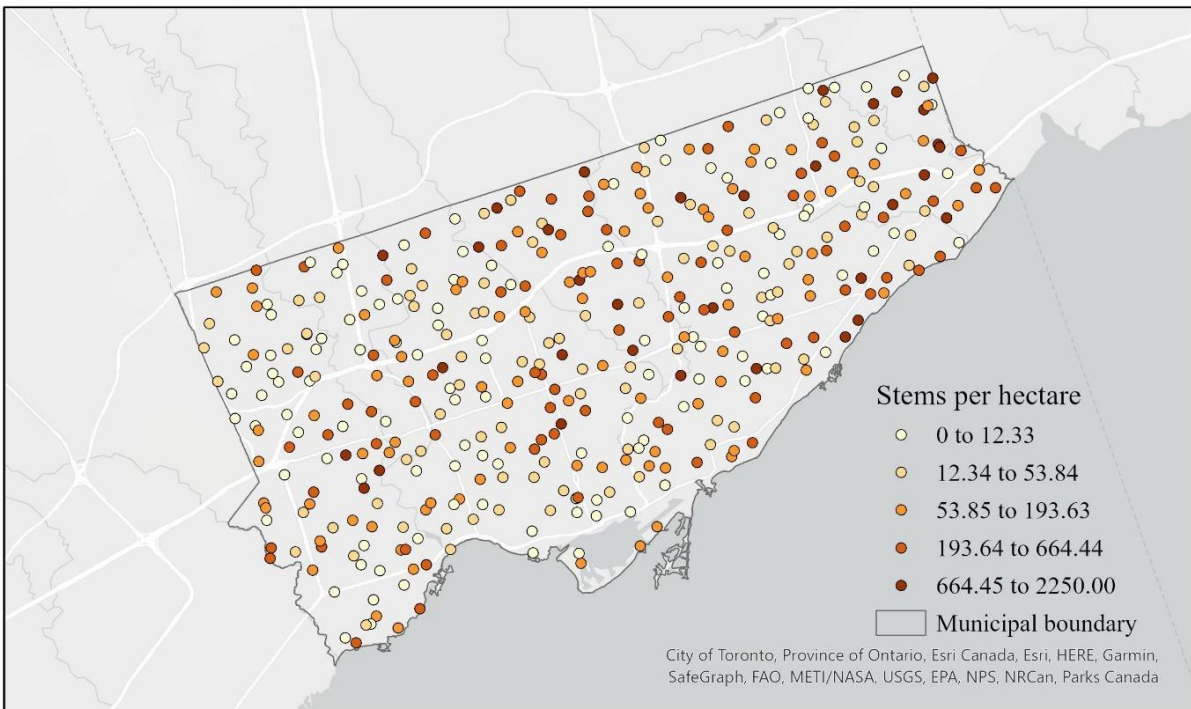 Stems per hectare
0 to 12.33
12.34 to 53.84
53.85 to 193.63
193.64 to 664.44
664.45 to 2250.00
Municipal boundary
City of Toronto, Province of Ontario, Esri Canada, Esri, HERE, Garmin,
SafeGraph, FAO, METI/NASA, USGS, EPA, NPS, NRCan, Parks Canada